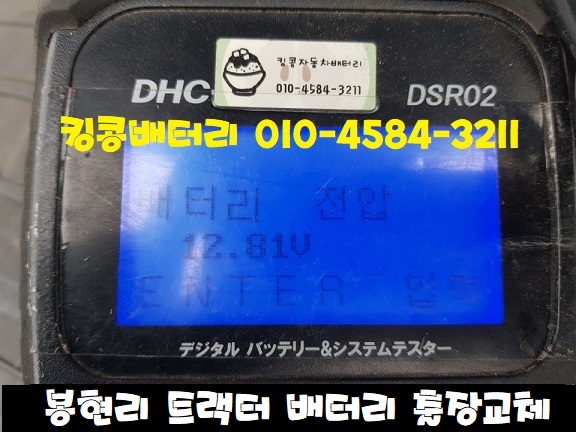 킹콩자동차배터리
010-4584-3211
DHC
DSR02
킹콩배터리 010-4584-3211
배터리 전압
12.81V
ENTER 입력
デジタル バッテリー&システムテスター
봉현리 트랙터 배터리 출장교체